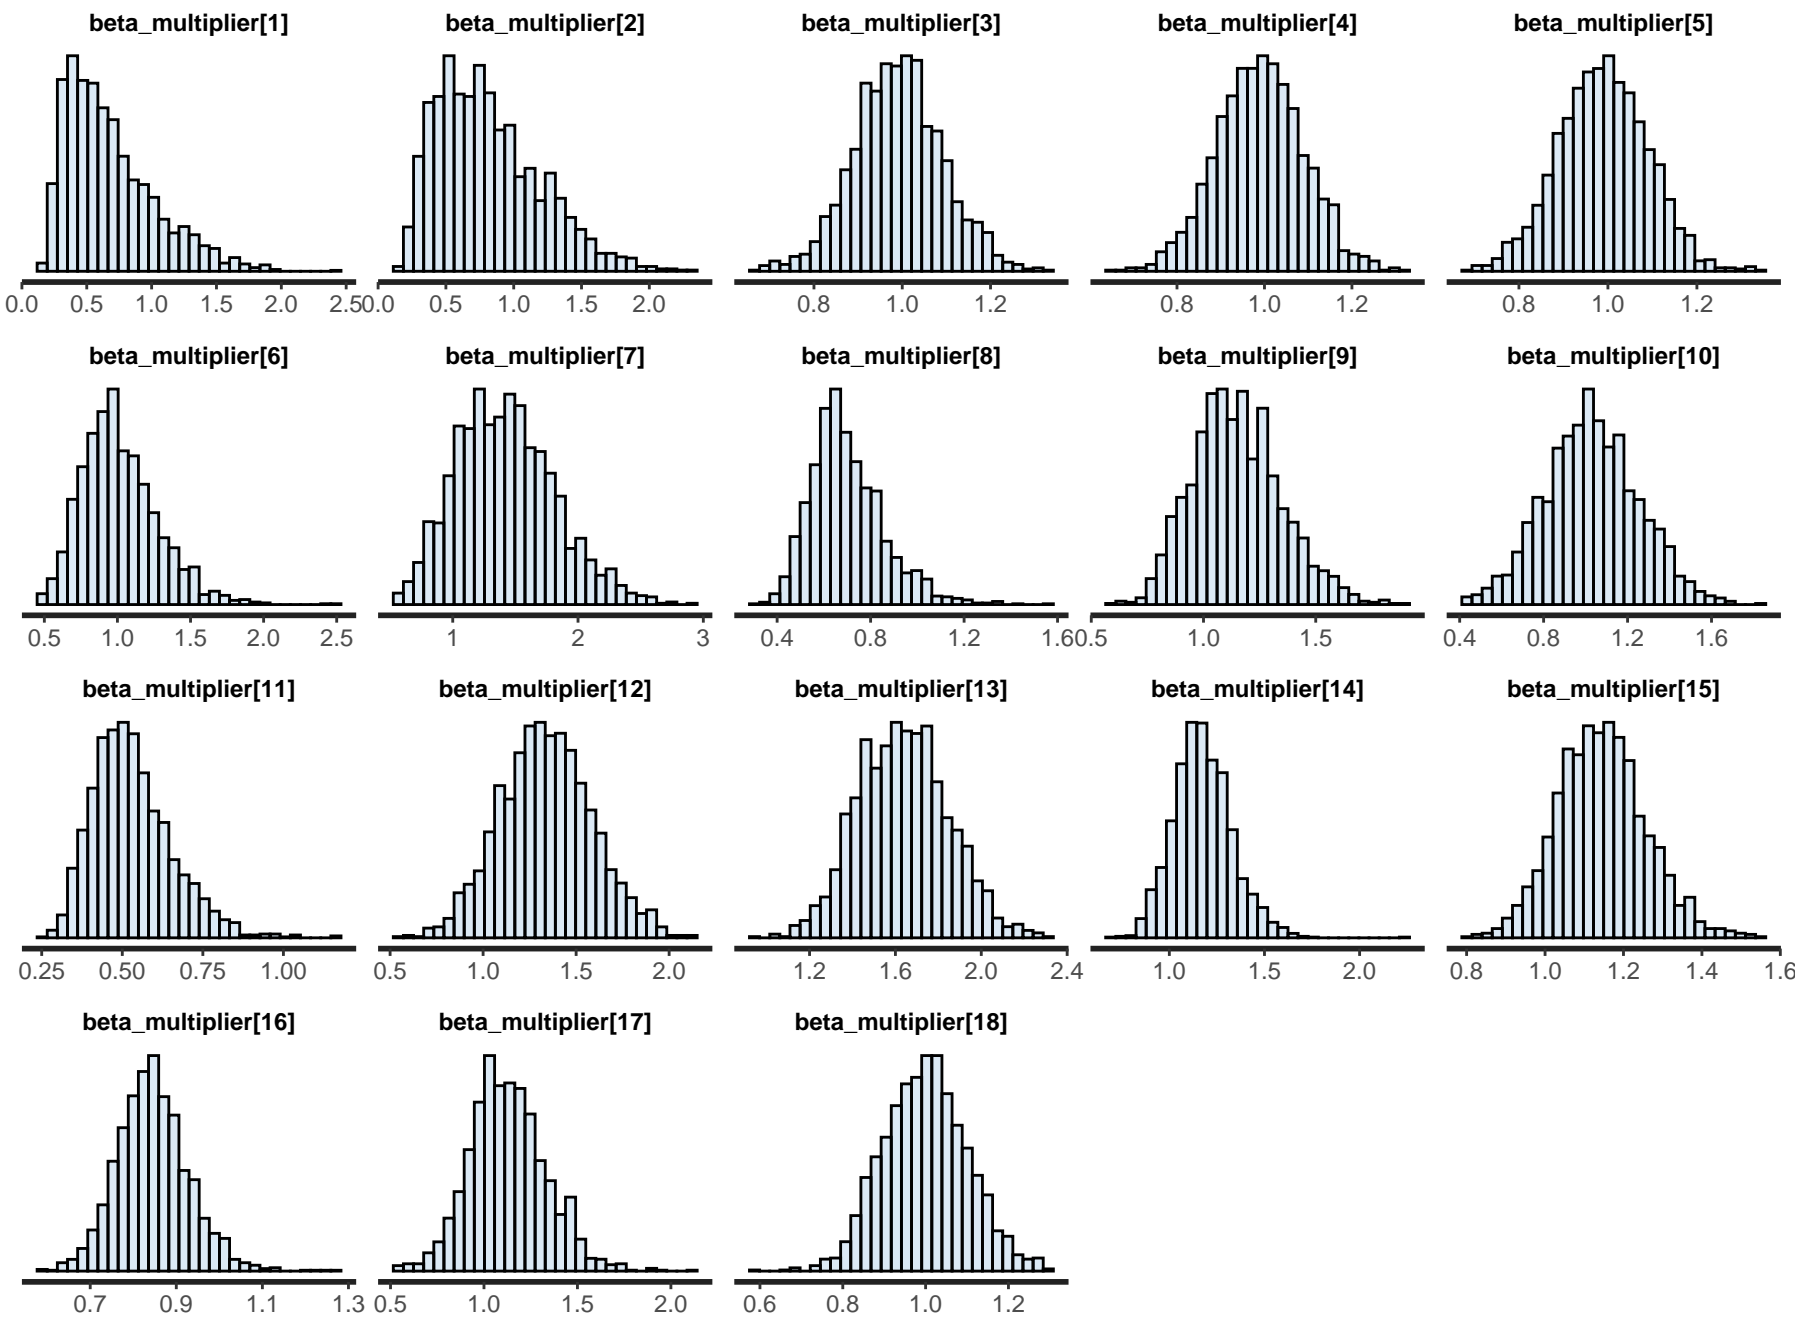 beta_multiplier[1] beta_multiplier[2] beta_multiplier[3] beta_multiplier[4] beta_multiplier[5]
0.0 0.5 1.0 1.5 2.0 2.5 0.0 0.5 1.0 1.5 2.0 0.8 1.0 1.2 0.8 1.0 1.2 0.8 1.0 1.2
beta_multiplier[6] beta_multiplier[7] beta_multiplier[8] beta_multiplier[9] beta_multiplier[10]
0.5 1.0 1.5 2.0 2.5 1 2 3 0.4 0.8 1.2 1.6 0.5 1.0 1.5 0.4 0.8 1.2 1.6
beta_multiplier[11] beta_multiplier[12] beta_multiplier[13] beta_multiplier[14] beta_multiplier[15]
0.25 0.50 0.75 1.00 0.5 1.0 1.5 2.0 1.2 1.6 2.0 2.4 1.0 1.5 2.0 0.8 1.0 1.2 1.4 1.6
beta_multiplier[16] beta_multiplier[17] beta_multiplier[18]
0.7 0.9 1.1 1.3 0.5 1.0 1.5 2.0 0.6 0.8 1.0 1.2